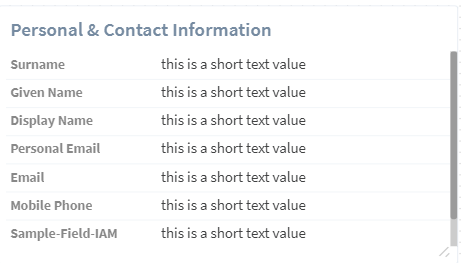 Personal & Contact Information
Surname this is a short text value
Given Name this is a short text value
Display Name this is a short text value
Personal Email this is a short text value
Email this is a short text value
Mobile Phone this is a short text value
Sample-Field-IAM this is a short text value